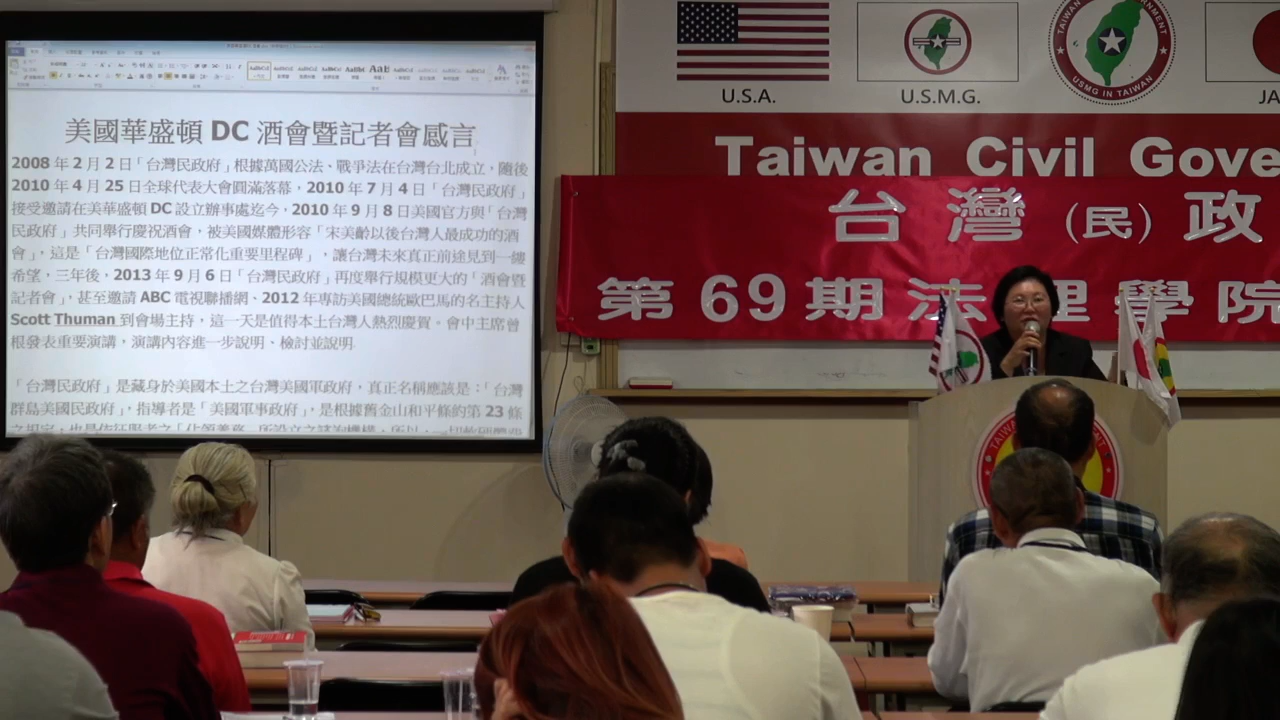 美國華盛頓 DC 酒會暨記者會感言
2008 年 2 月 2 日「台灣民政府」根據萬國公法、戰爭法在台灣台北成立，隨後
2010 年 4 月 25 日全球代表大會圓滿落幕，2010 年 7 月 4 日「台灣民政府」
接受邀請在美華盛頓 DC 設立辦事處迄今，2010 年 9 月 8 日美國官方與「台灣
民政府」共同舉行慶祝酒會，被美國媒體形容「宋美齡以後台灣人最成功的酒
會」，這是「台灣國際地位正常化重要里程碑」，讓台灣未來真正前途見到一縷
希望，三年後，2013 年 9 月 6 日「台灣民政府」再度舉行規模更大的「酒會暨
記者會」，甚至邀請 ABC 電視聯播網、2012 年專訪美國總統歐巴馬的名主持人
Scott Thuman 到會場主持，這一天是值得本土台灣人熱烈慶賀。會中主席曾
根發表重要演講，演講內容進一步說明、檢討並說明
「台灣民政府」是藏身於美國本土之台灣美國軍政府，真正名稱應該是：「台灣
群島美國民政府」，指導者是「美國軍事政府」，是根據舊金山和平條約第 23 條
U.S.A.
U.S.M.G.
JA
USMG IN TAIWAN
Taiwan Civil Gove
台灣（民）政
第69期法理學院